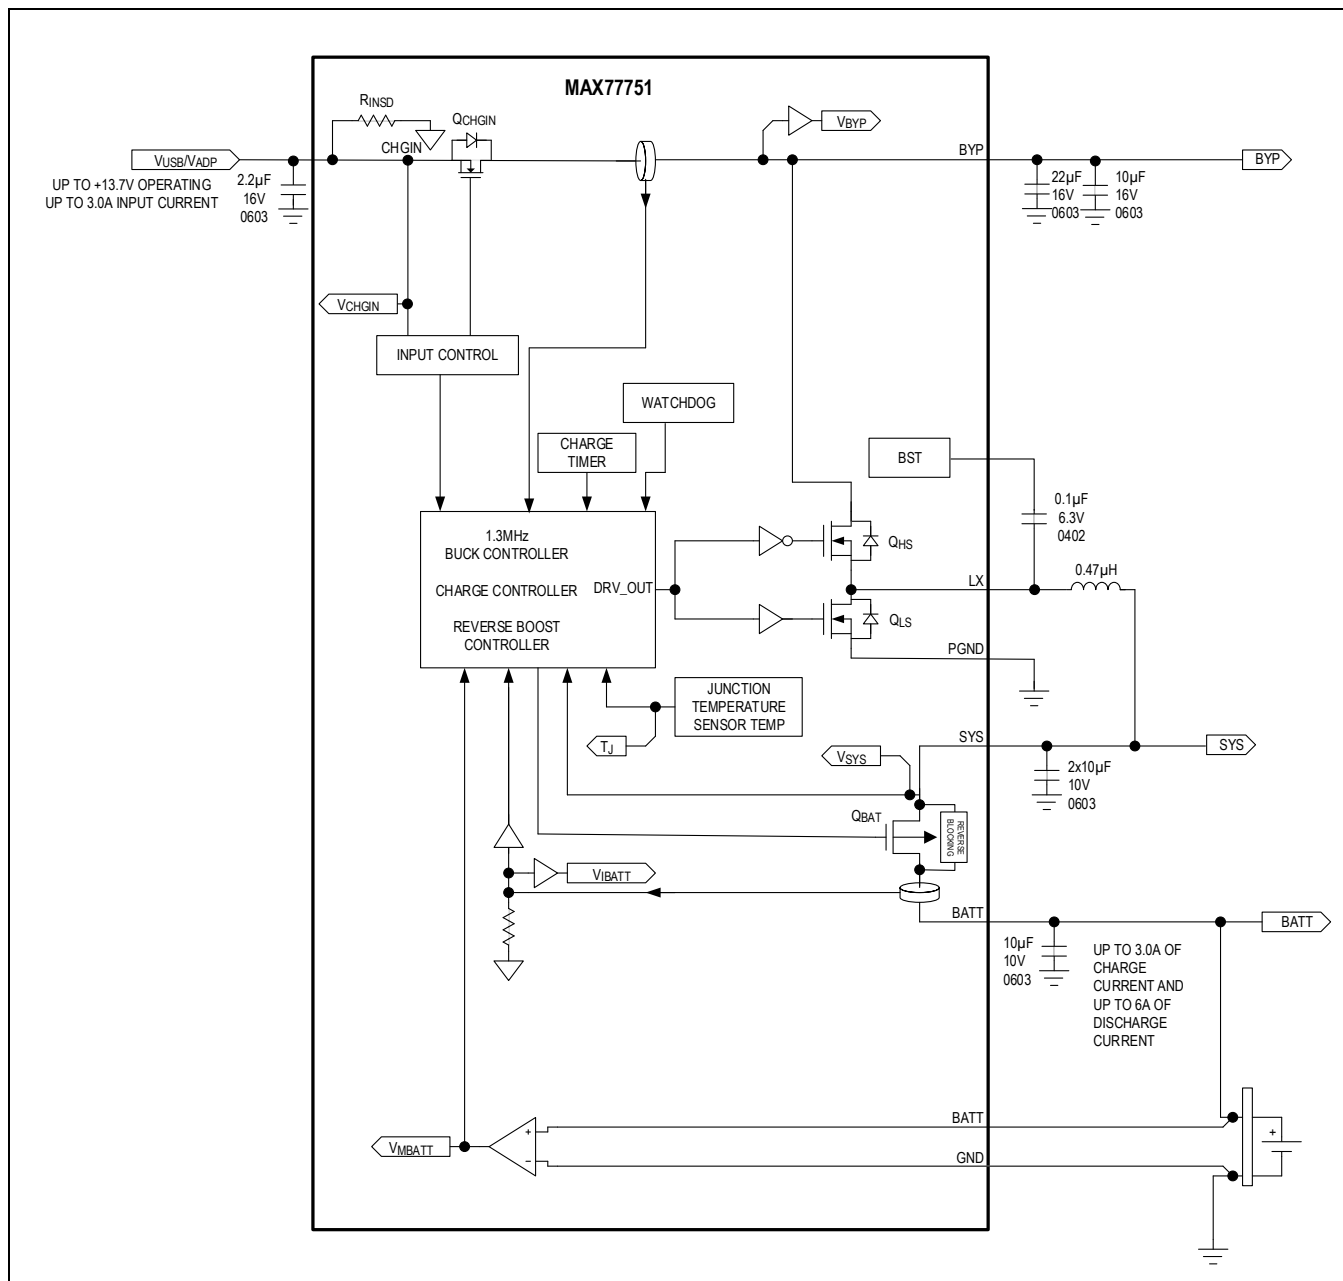 MAX77751
RINSD
QCHGIN
CHGIN
VBYP
BYP
VUSB/VADP
UP TO +13.7V OPERATING
UP TO 3.0A INPUT CURRENT
2.2µF
16V
0603
22µF
16V
0603
10µF
16V
0603
BYP
VCHGIN
INPUT CONTROL
WATCHDOG
CHARGE
TIMER
BST
0.1µF
6.3V
0402
1.3MHz
BUCK CONTROLLER
CHARGE CONTROLLER
REVERSE BOOST
CONTROLLER
DRV_OUT
QHS
LX
0.47µH
QLS
PGND
JUNCTION
TEMPERATURE
SENSOR TEMP
TJ
SYS
SYS
VSYS
2x10µF
10V
0603
QBAT
REVERSE
BLOCKING
VIBATT
BATT
BATT
10µF
10V
0603
UP TO 3.0A OF
CHARGE
CURRENT AND
UP TO 6A OF
DISCHARGE
CURRENT
BATT
VMBATT
+
−
GND
+